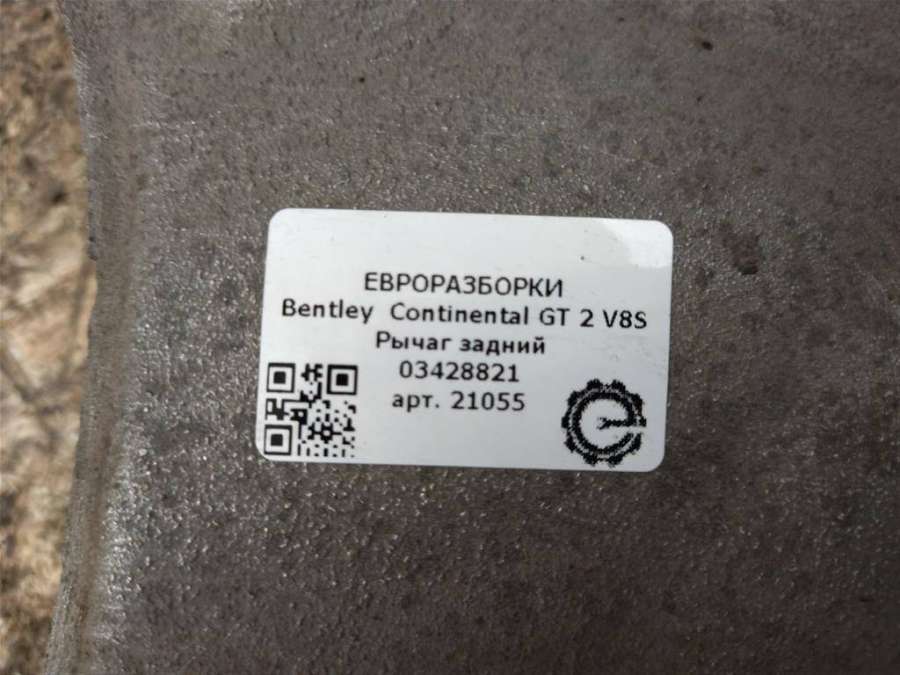 ЕВРОРАЗБОРКИ
Bentley Continental GT 2 V8S
Рычаг задний
03428821
арт. 21055